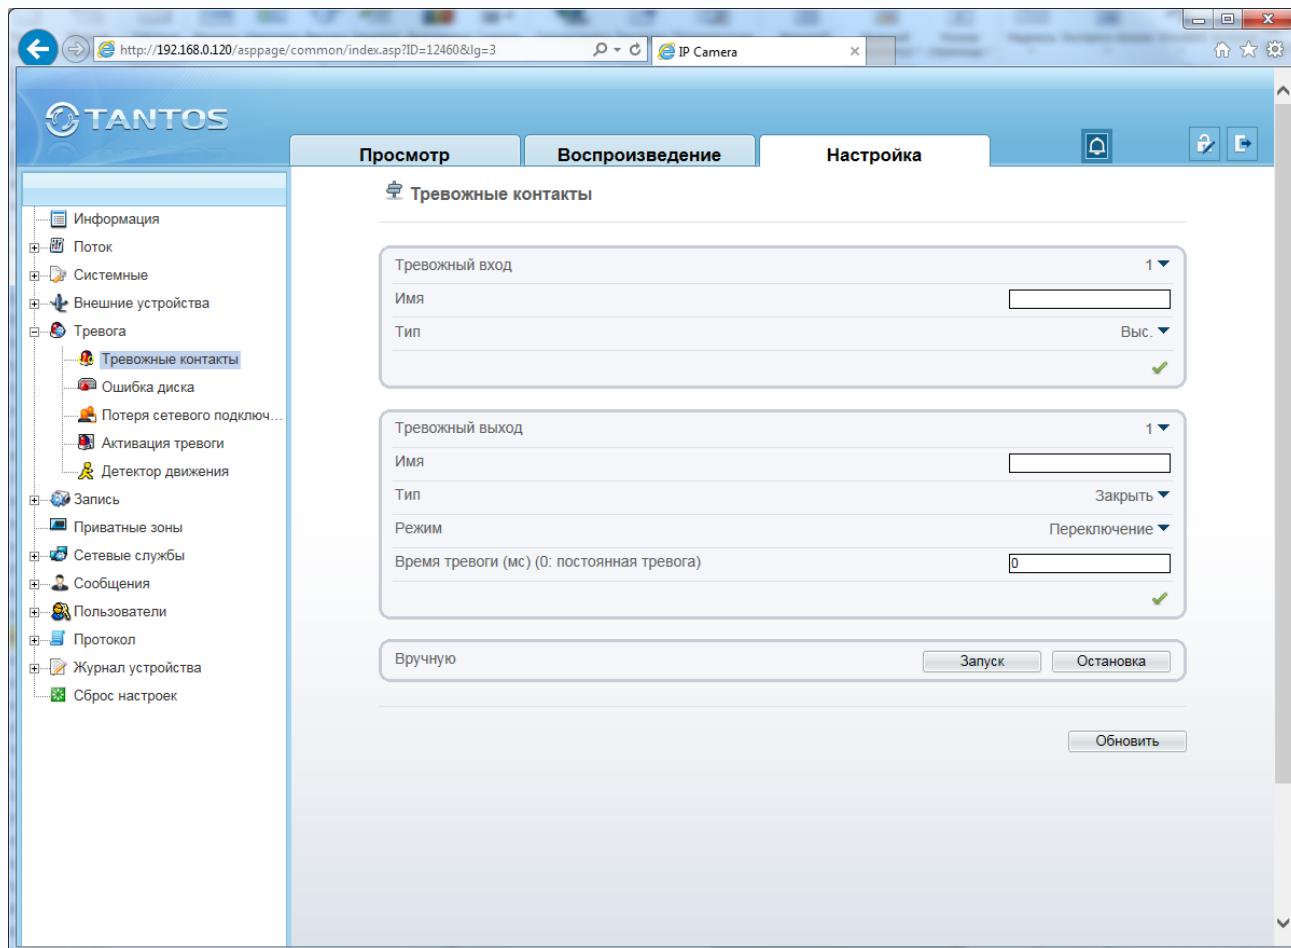 http://192.168.0.120/asppage/common/index.asp?ID=12460&lg=3
IP Camera
TANTOS
Просмотр
Воспроизведение
Настройка
Информация
Поток
Системные
Внешние устройства
Тревога
Тревожные контакты
Ошибка диска
Потеря сетевого подключ...
Активация тревоги
Детектор движения
Запись
Приватные зоны
Сетевые службы
Сообщения
Пользователи
Протокол
Журнал устройства
Сброс настроек
Тревожные контакты
Тревожный вход 1
Имя
Тип Выс.
Тревожный выход 1
Имя
Тип Закрыть
Режим Переключение
Время тревоги (мс) (0: постоянная тревога) 0
Вручную Запуск Остановка
Обновить